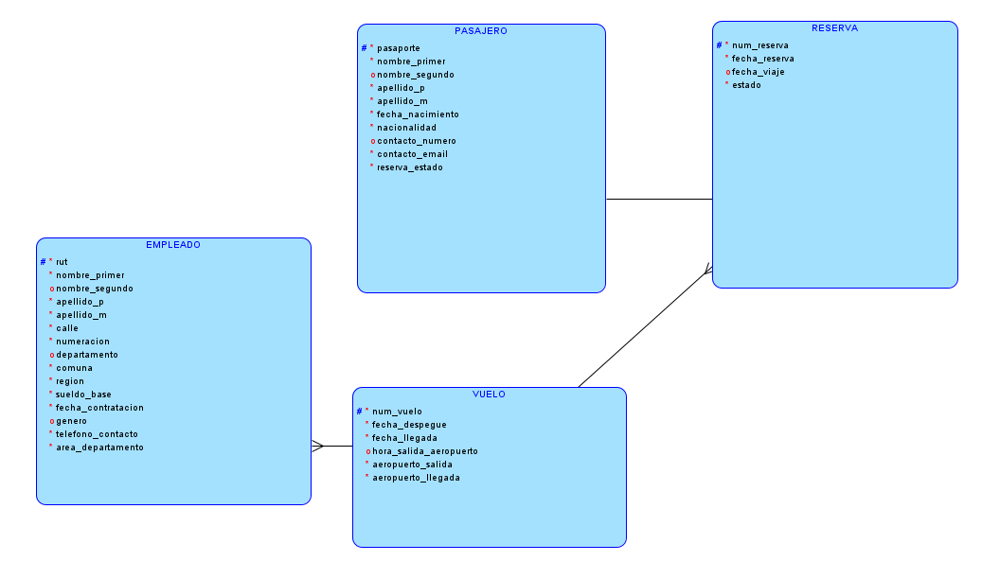 PASAJERO
# * pasaporte
* nombre_primer
o nombre_segundo
* apellido_p
* apellido_m
* fecha_nacimiento
* nacionalidad
o contacto_numero
* contacto_email
* reserva_estado
RESERVA
# * num_reserva
* fecha_reserva
o fecha_viaje
* estado
EMPLEADO
# * rut
* nombre_primer
o nombre_segundo
* apellido_p
* apellido_m
* calle
* numeracion
o departamento
* comuna
* region
* sueldo_base
* fecha_contratacion
o genero
* telefono_contacto
* area_departamento
VUELO
# * num_vuelo
* fecha_despegue
* fecha_llegada
o hora_salida_aeropuerto
* aeropuerto_salida
* aeropuerto_llegada